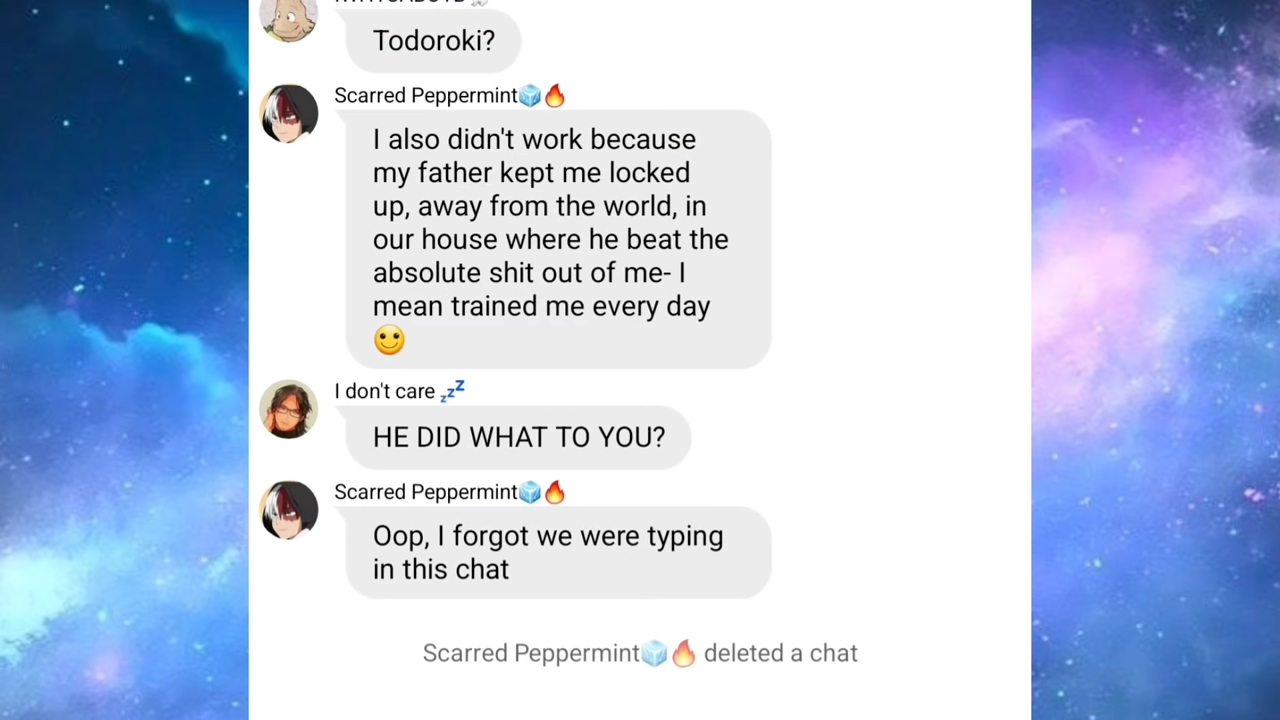 Todoroki?
Scarred Peppermint🧊🔥
I also didn't work because
my father kept me locked
up, away from the world, in
our house where he beat the
absolute shit out of me- I
mean trained me every day
🙂
I don't care 💤
HE DID WHAT TO YOU?
Scarred Peppermint🧊🔥
Oop, I forgot we were typing
in this chat
Scarred Peppermint🧊🔥 deleted a chat